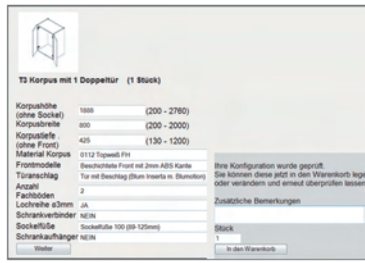 T3 Korpus mit 1 Doppeltür (1 Stück)
Korpushöhe (ohne Sockel) 1888 (200 - 2760)
Korpusbreite 800 (200 - 2000)
Korpustiefe . (ohne Front) 425 (130 - 1200)
Material Korpus 0112 Topweiß FH
Frontmodelle Beschichtete Front mit 2mm ABS Kante
Türanschlag Tür mit Beschlag (Blum Inserta m. Blumotion)
Anzahl Fachböden 2
Lochreihe ø3mm JA
Schrankverbinder NEIN
Sockelfüße Sockelfüße 100 (89-125mm)
Schrankaufhänger NEIN
Weiter
Ihre Konfiguration wurde geprüft.
Sie können diese jetzt in den Warenkorb lege
oder verändern und erneut überprüfen lassen
Zusätzliche Bemerkungen
Stück
1
In den Warenkorb